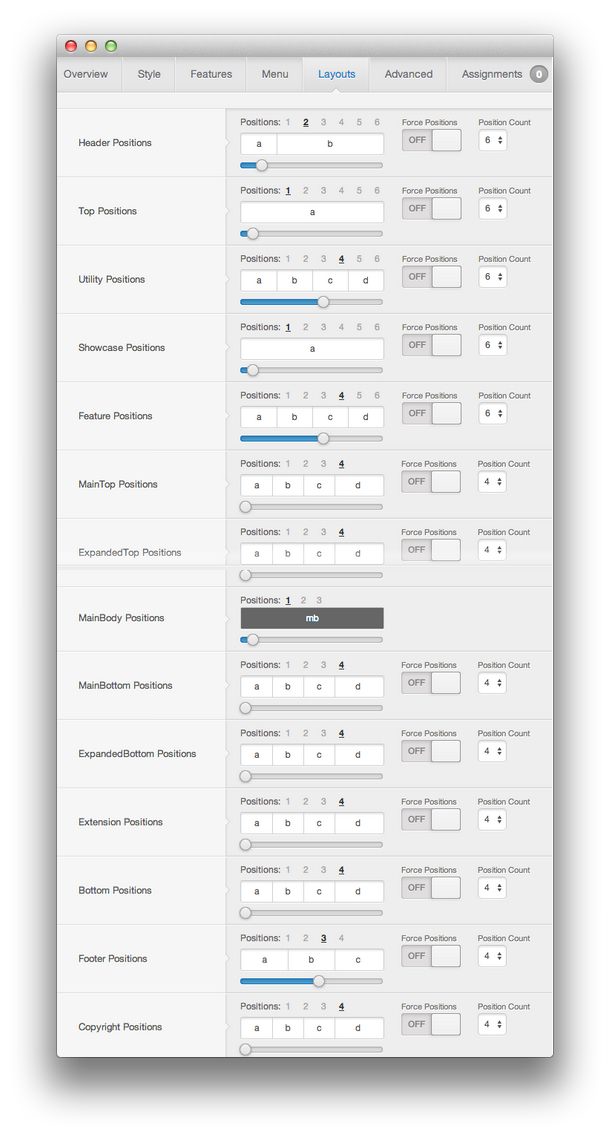 Overview Style Features Menu Layouts Advanced Assignments 0
Header Positions
Positions: 1 2 3 4 5 6 Force Positions Position Count
a b OFF 6
Top Positions
Positions: 1 2 3 4 5 6 Force Positions Position Count
a OFF 6
Utility Positions
Positions: 1 2 3 4 5 6 Force Positions Position Count
a b c d OFF 6
Showcase Positions
Positions: 1 2 3 4 5 6 Force Positions Position Count
a OFF 6
Feature Positions
Positions: 1 2 3 4 5 6 Force Positions Position Count
a b c d OFF 6
MainTop Positions
Positions: 1 2 3 4 Force Positions Position Count
a b c d OFF 4
ExpandedTop Positions
Positions: 1 2 3 4 Force Positions Position Count
a b c d OFF 4
MainBody Positions
Positions: 1 2 3
mb
MainBottom Positions
Positions: 1 2 3 4 Force Positions Position Count
a b c d OFF 4
ExpandedBottom Positions
Positions: 1 2 3 4 Force Positions Position Count
a b c d OFF 4
Extension Positions
Positions: 1 2 3 4 Force Positions Position Count
a b c d OFF 4
Bottom Positions
Positions: 1 2 3 4 Force Positions Position Count
a b c d OFF 4
Footer Positions
Positions: 1 2 3 4 Force Positions Position Count
a b c OFF 4
Copyright Positions
Positions: 1 2 3 4 Force Positions Position Count
a b c d OFF 4